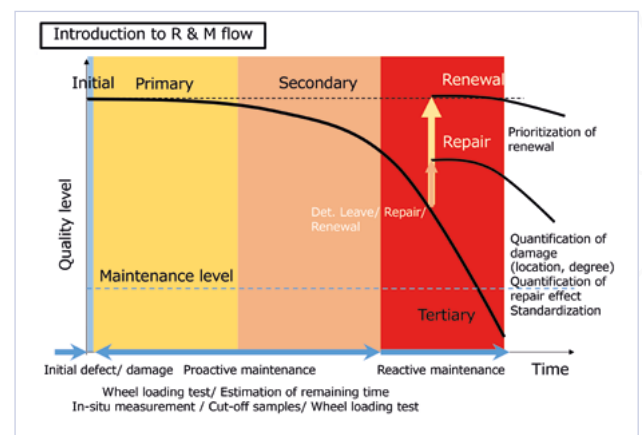 Introduction to R & M flow
Initial
Primary
Secondary
Renewal
Prioritization of
renewal
Repair
Det. Leave/ Repair/
Renewal
Quality level
Quantification of
damage
(location, degree)
Quantification of
repair effect
Standardization
Maintenance level
Tertiary
Initial defect/ damage
Proactive maintenance
Reactive maintenance
Time
Wheel loading test/ Estimation of remaining time
In-situ measurement / Cut-off samples/ Wheel loading test